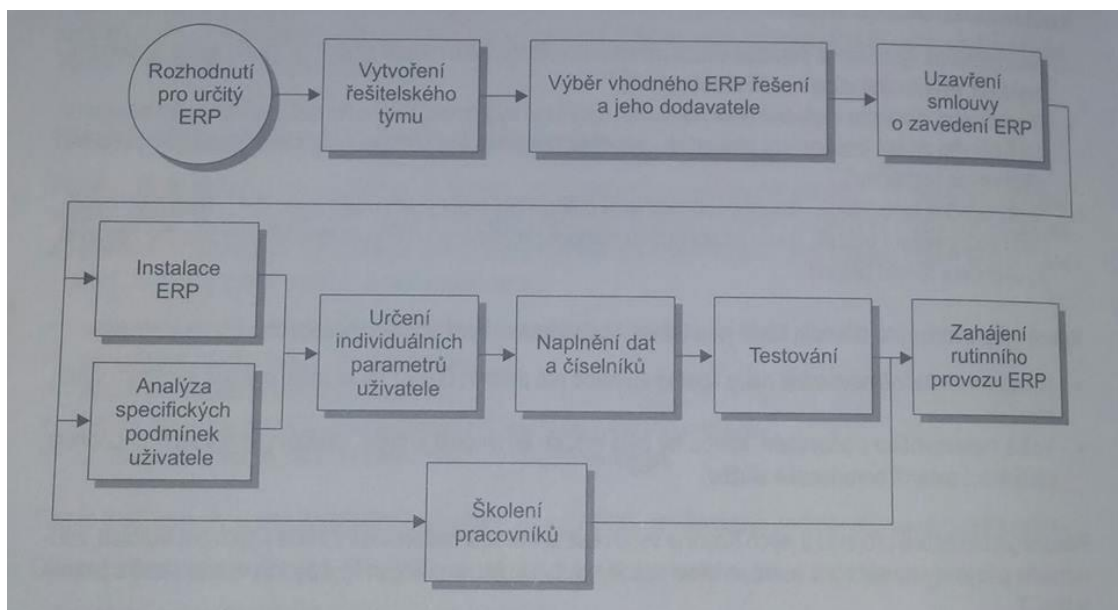 Rozhodnutí
pro určitý
ERP
Vytvoření
řešitelského
týmu
Výběr vhodného ERP řešení
a jeho dodavatele
Uzavření
smlouvy
o zavedení ERP
Instalace
ERP
Analýza
specifických
podmínek
uživatele
Určení
individuálních
parametrů
uživatele
Naplnění dat
a číselníků
Testování
Zahájení
rutinního
provozu ERP
Školení
pracovníků